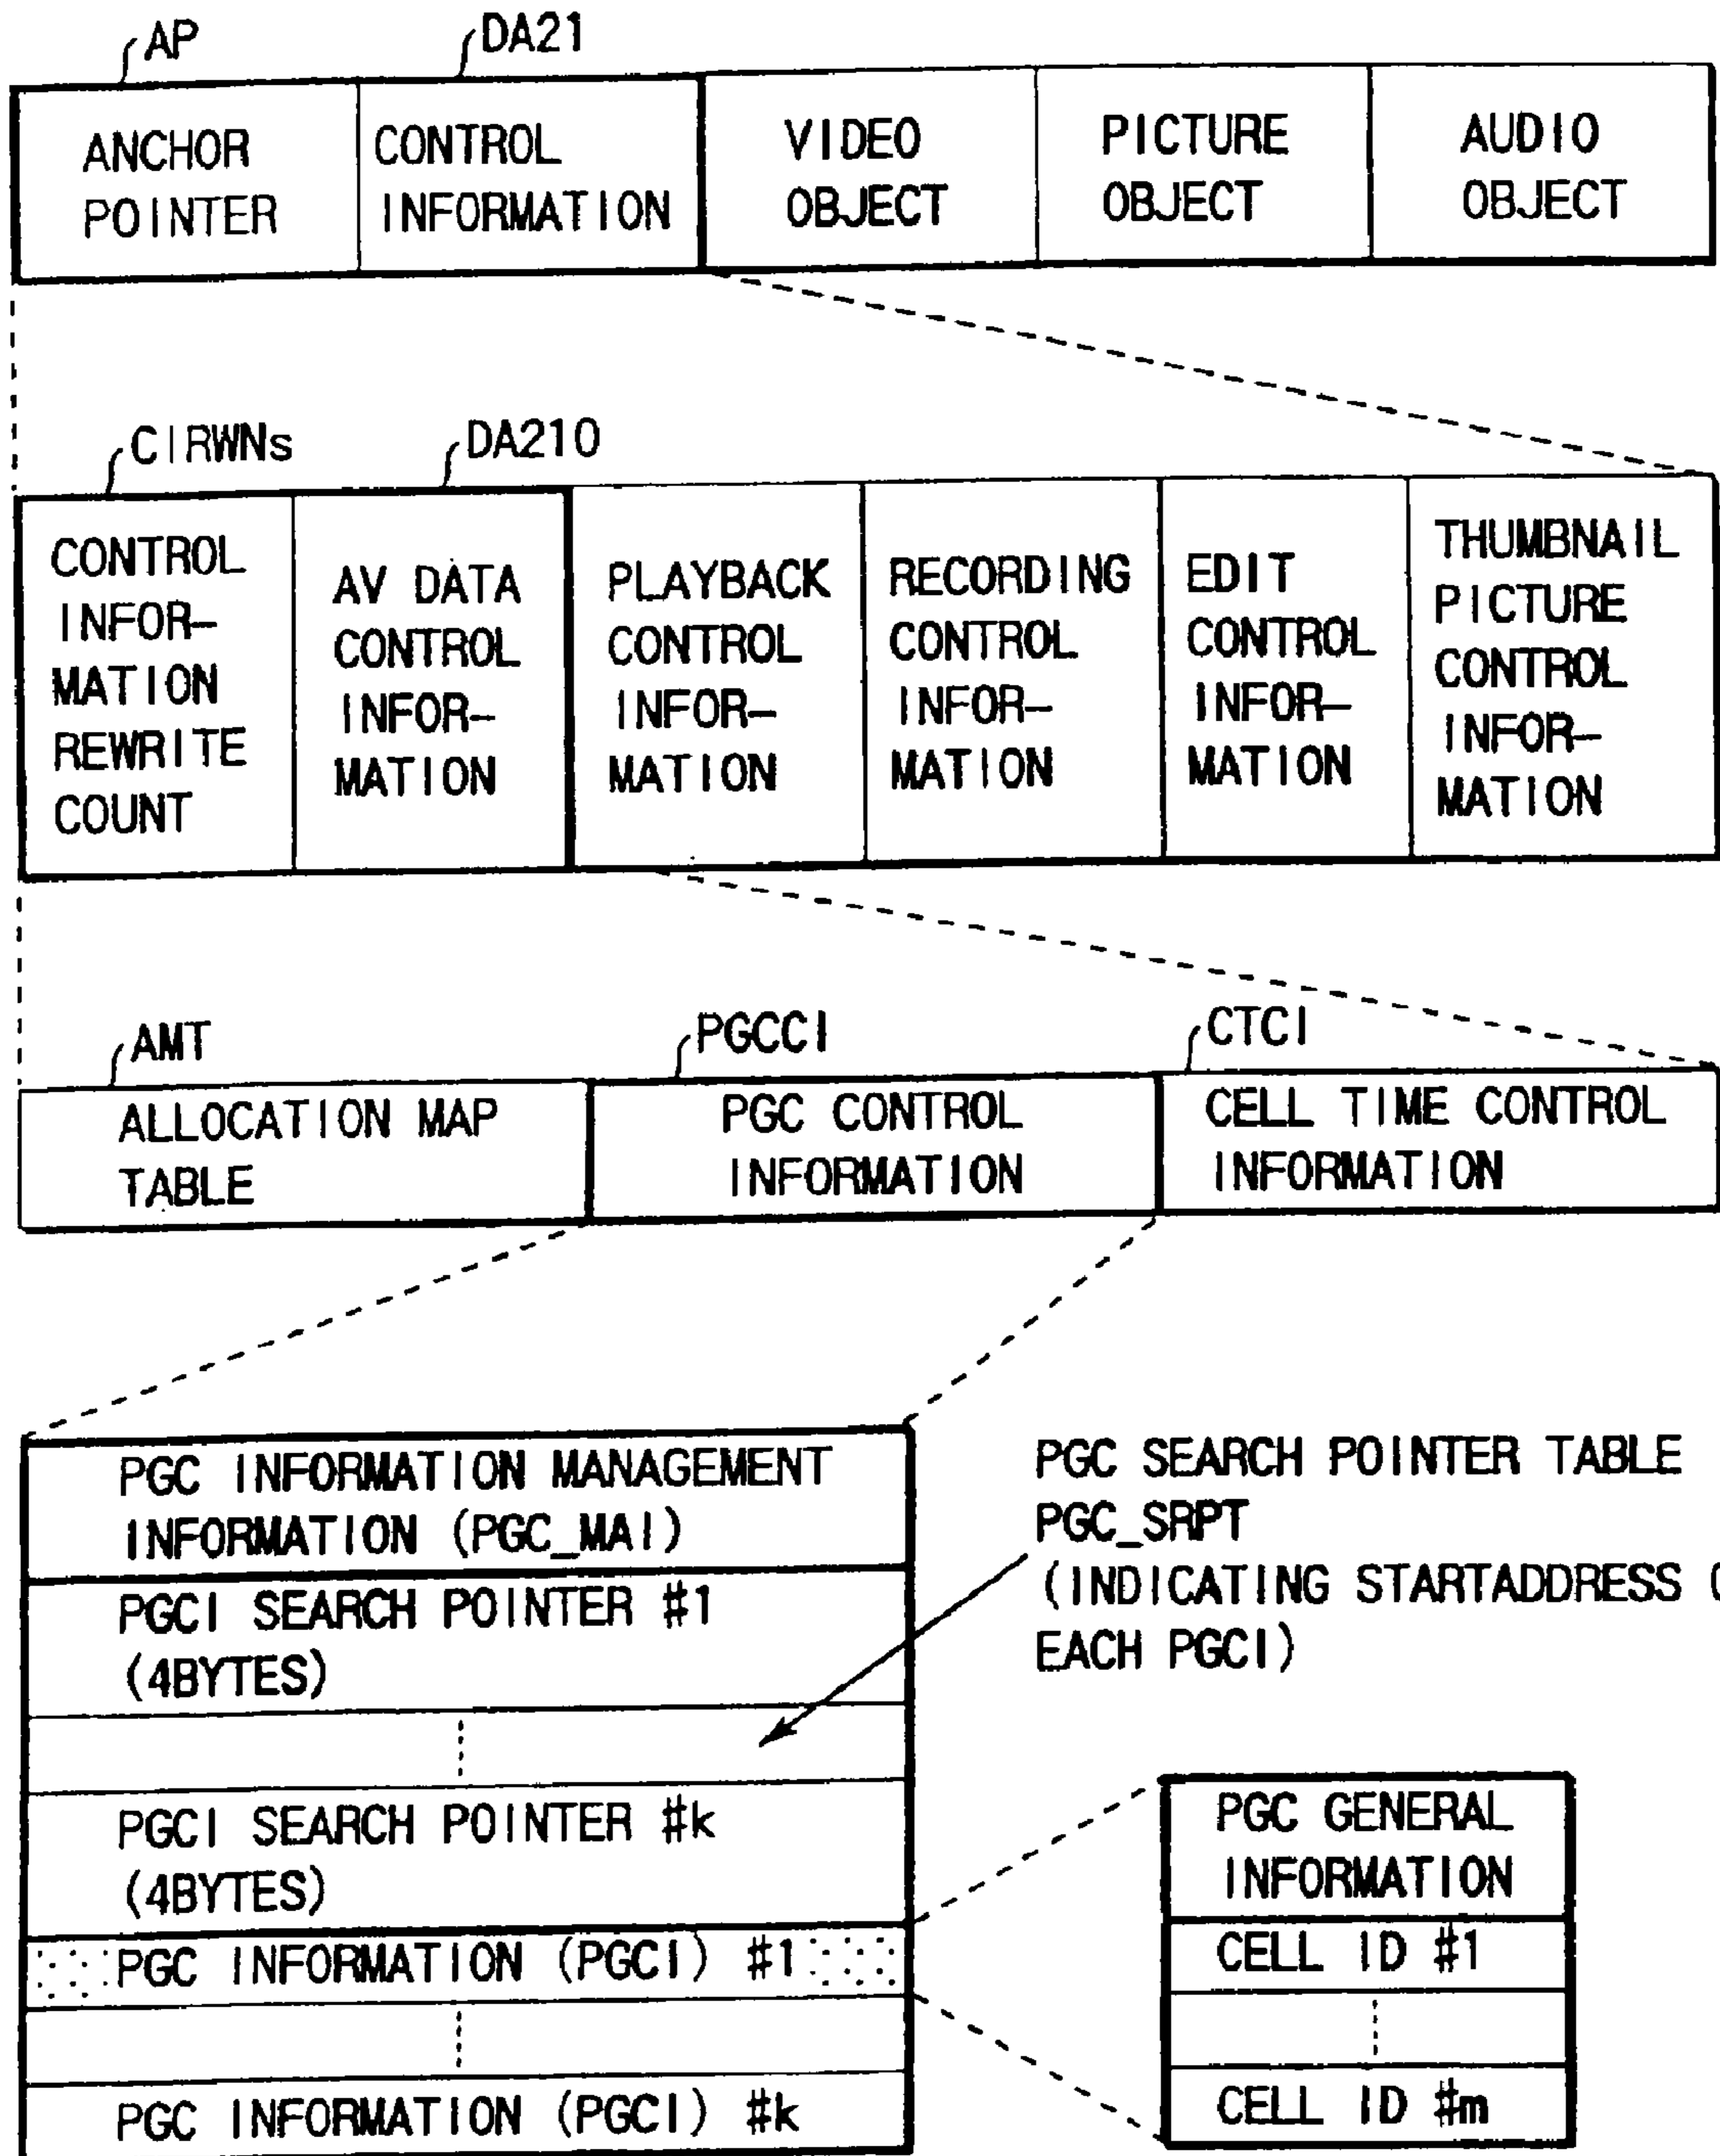 AP
DA21
ANCHOR
POINTER
CONTROL
INFORMATION
VIDEO
OBJECT
PICTURE
OBJECT
AUDIO
OBJECT
CIRWNs
DA210
CONTROL
INFOR-
MATION
REWRITE
COUNT
AV DATA
CONTROL
INFOR-
MATION
PLAYBACK
CONTROL
INFOR-
MATION
RECORDING
CONTROL
INFOR-
MATION
EDIT
CONTROL
INFOR-
MATION
THUMBNAIL
PICTURE
CONTROL
INFOR-
MATION
AMT
PGCCI
CTCI
ALLOCATION MAP
TABLE
PGC CONTROL
INFORMATION
CELL TIME CONTROL
INFORMATION
PGC INFORMATION MANAGEMENT
INFORMATION (PGC_MAI)
PGCI SEARCH POINTER #1
(4BYTES)
PGCI SEARCH POINTER #k
(4BYTES)
PGC INFORMATION (PGCI) #1
PGC INFORMATION (PGCI) #k
PGC SEARCH POINTER TABLE
PGC_SRPT
(INDICATING STARTADDRESS
EACH PGCI)
PGC GENERAL
INFORMATION
CELL ID #1
CELL ID #m